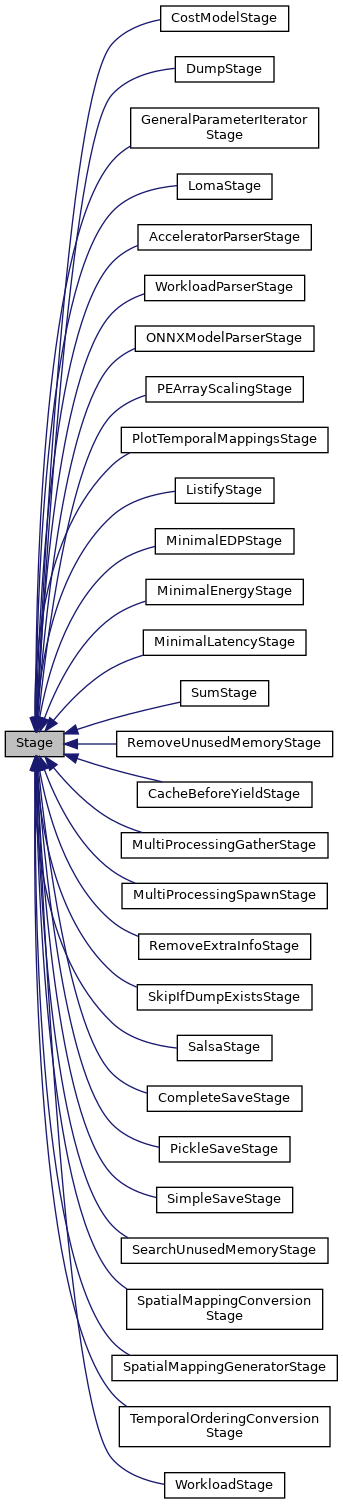 CostModelStage
DumpStage
GeneralParameterIterator
Stage
LomaStage
AcceleratorParserStage
WorkloadParserStage
ONNXModelParserStage
PEArrayScalingStage
PlotTemporalMappingsStage
ListifyStage
MinimalEDPStage
MinimalEnergyStage
MinimalLatencyStage
SumStage
Stage
RemoveUnusedMemoryStage
CacheBeforeYieldStage
MultiProcessingGatherStage
MultiProcessingSpawnStage
RemoveExtraInfoStage
SkipIfDumpExistsStage
SalsaStage
CompleteSaveStage
PickleSaveStage
SimpleSaveStage
SearchUnusedMemoryStage
SpatialMappingConversion
Stage
SpatialMappingGeneratorStage
TemporalOrderingConversion
Stage
WorkloadStage